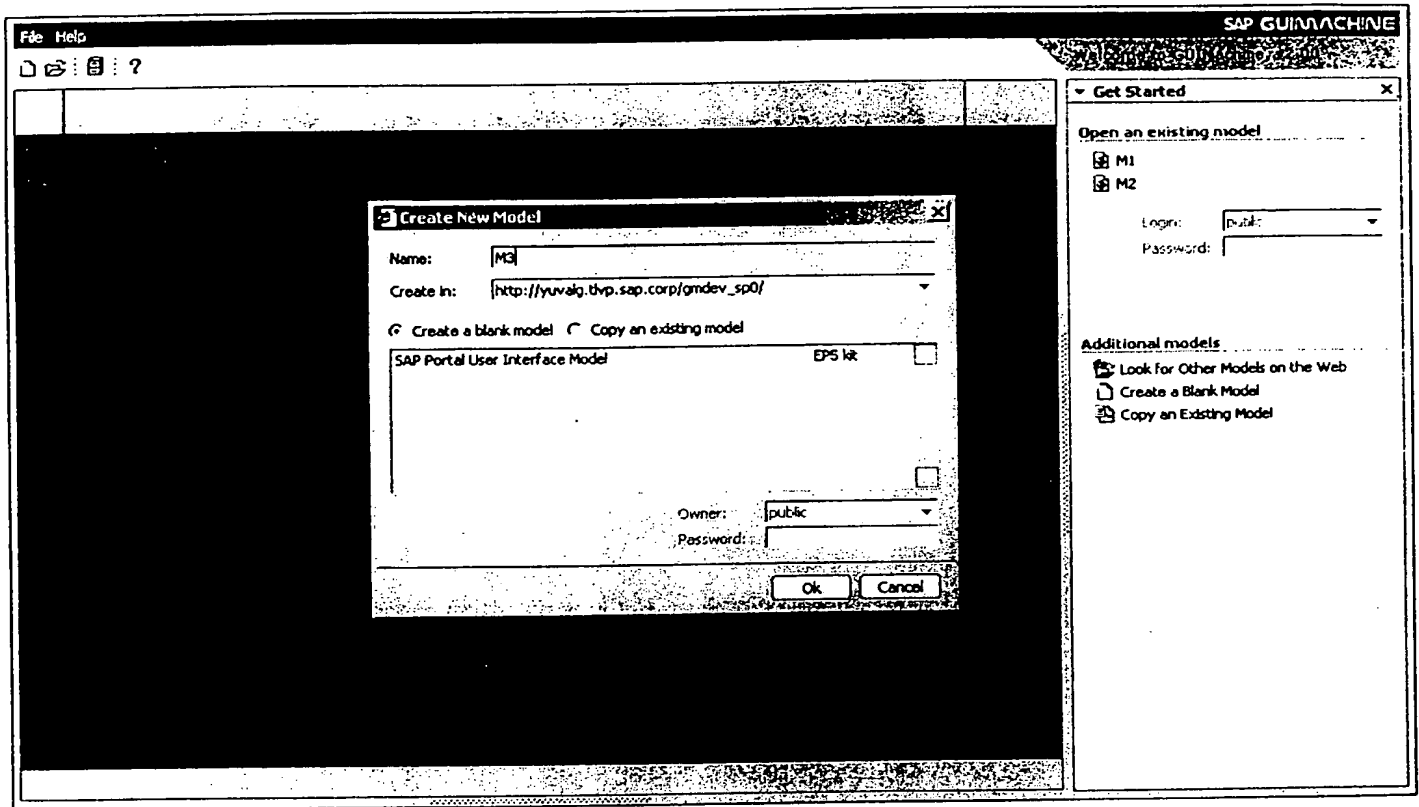 SAP GUIMACHINE
File Help
?
Get Started
Open an existing model
M1
M2
Login: public
Password:
Additional models
Look for Other Models on the Web
Create a Blank Model
Copy an Existing Model
Create New Model
Name: M3
Create in: http://yuvalg.tlvp.sap.corp/gmdev_sp0/
Create a blank model Copy an existing model
SAP Portal User Interface Model EP5 kit
Owner: public
Password:
Ok Cancel